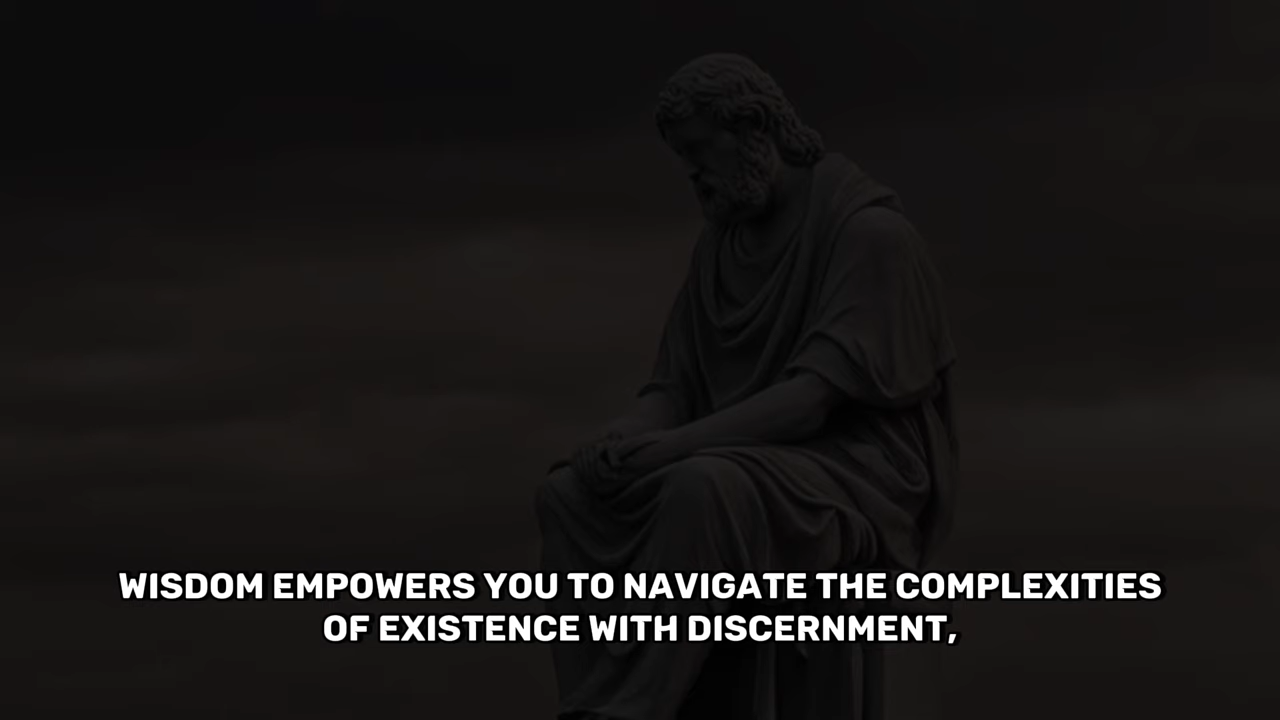 WISDOM EMPOWERS YOU TO NAVIGATE THE COMPLEXITIES
OF EXISTENCE WITH DISCERNMENT,